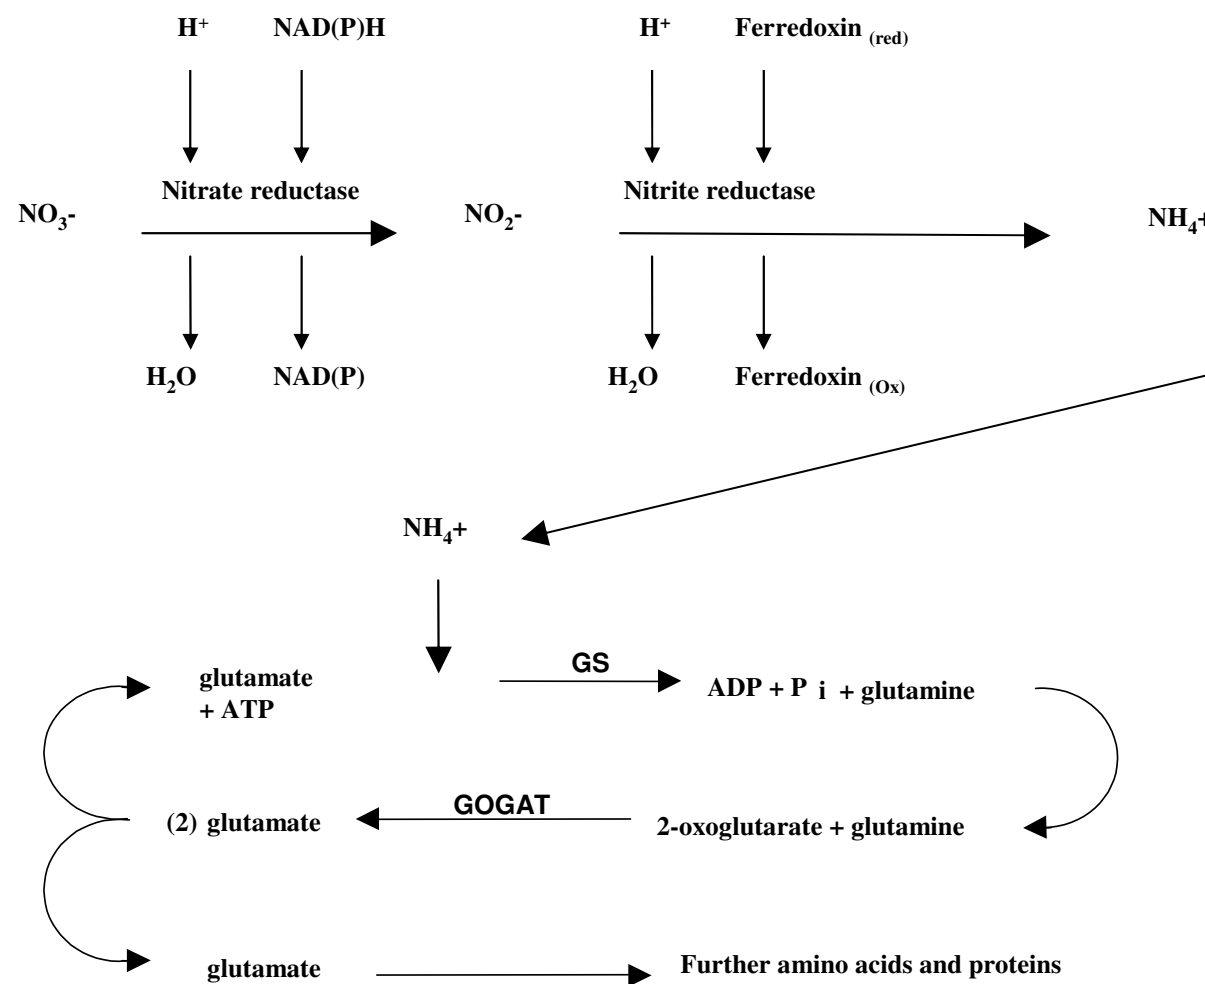 H⁺ NAD(P)H H⁺ Ferredoxin (red)
Nitrate reductase Nitrite reductase
NO₃- NO₂- NH₄+
H₂O NAD(P) H₂O Ferredoxin (Ox)
NH₄+
GS
glutamate
+ ATP
ADP + P i + glutamine
GOGAT
(2) glutamate 2-oxoglutarate + glutamine
glutamate Further amino acids and proteins